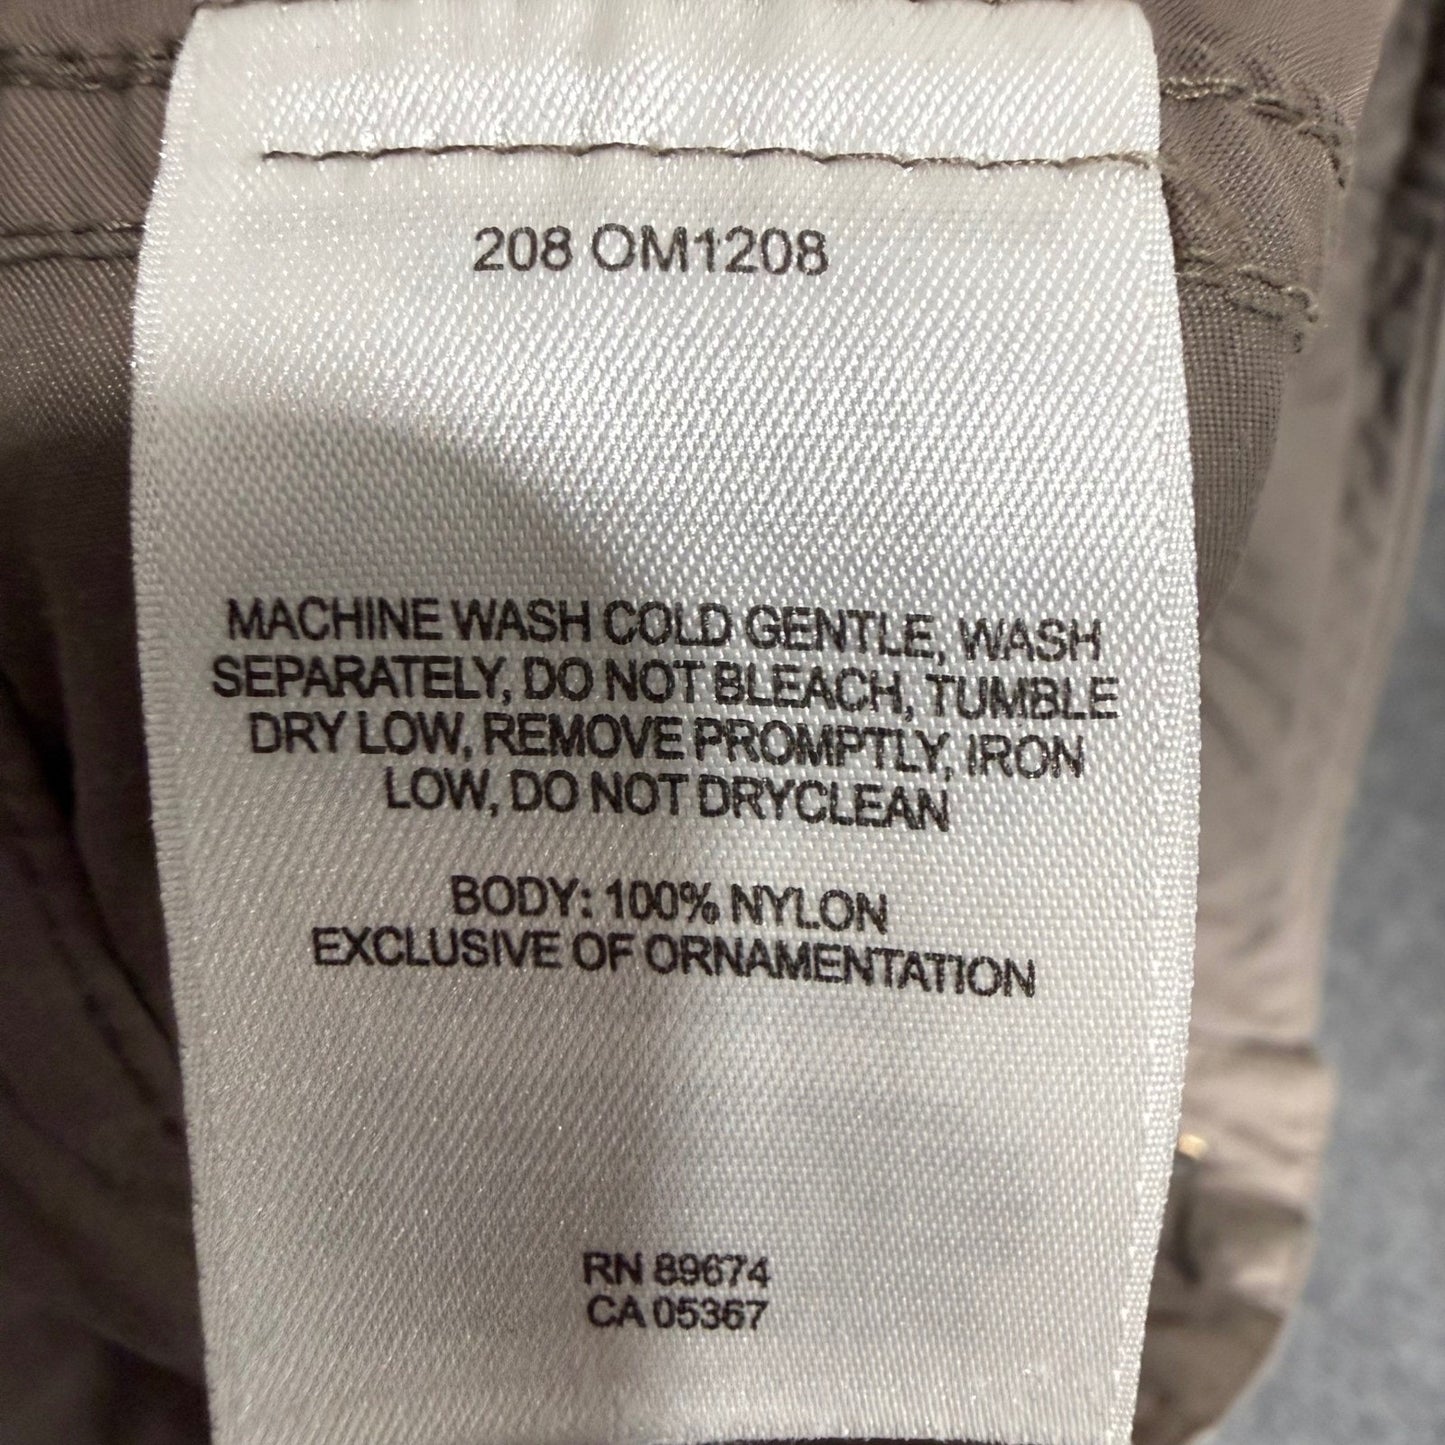 208 OM1208
MACHINE WASH COLD GENTLE, WASH
SEPARATELY, DO NOT BLEACH, TUMBLE
DRY LOW, REMOVE PROMPTLY, IRON
LOW, DO NOT DRYCLEAN
BODY: 100% NYLON
EXCLUSIVE OF ORNAMENTATION
RN 89674
CA 05367